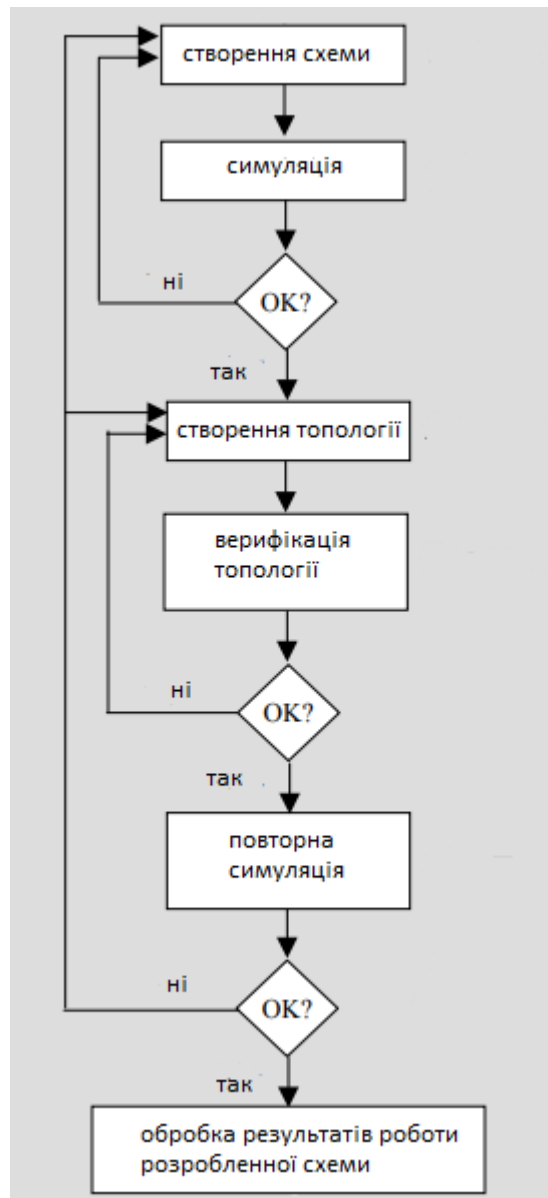 створення схеми
симуляція
ні
OK?
так
створення топології
верифікація
топології
ні
OK?
так
повторна
симуляція
ні
OK?
так
обробка результатів роботи
розробленної схеми